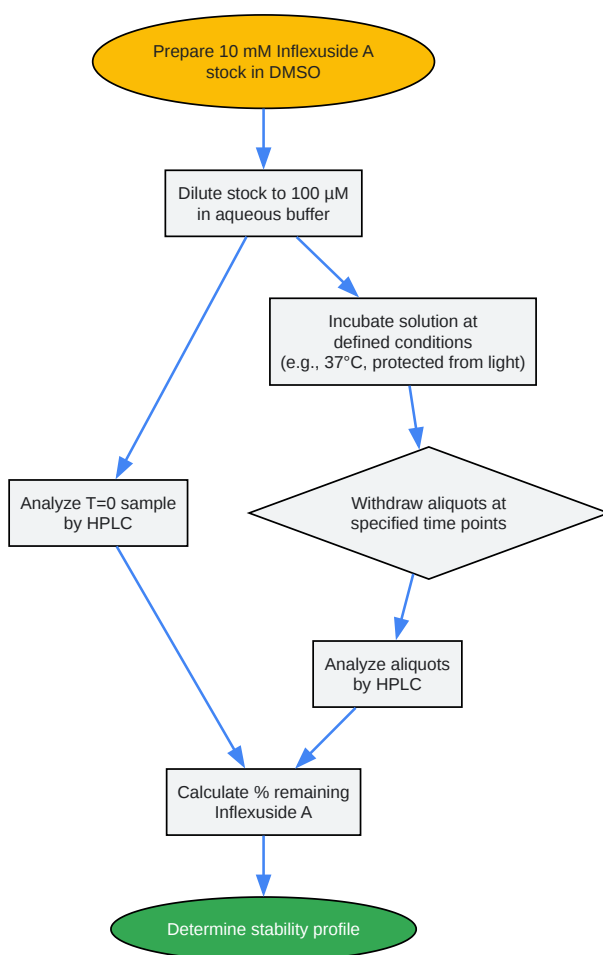 Prepare 10 mM Inflexuside A
stock in DMSO
Dilute stock to 100 µM
in aqueous buffer
Incubate solution at
defined conditions
(e.g., 37°C, protected from light)
Analyze T=0 sample
by HPLC
Withdraw aliquots at
specified time points
Analyze aliquots
by HPLC
Calculate % remaining
Inflexuside A
Determine stability profile